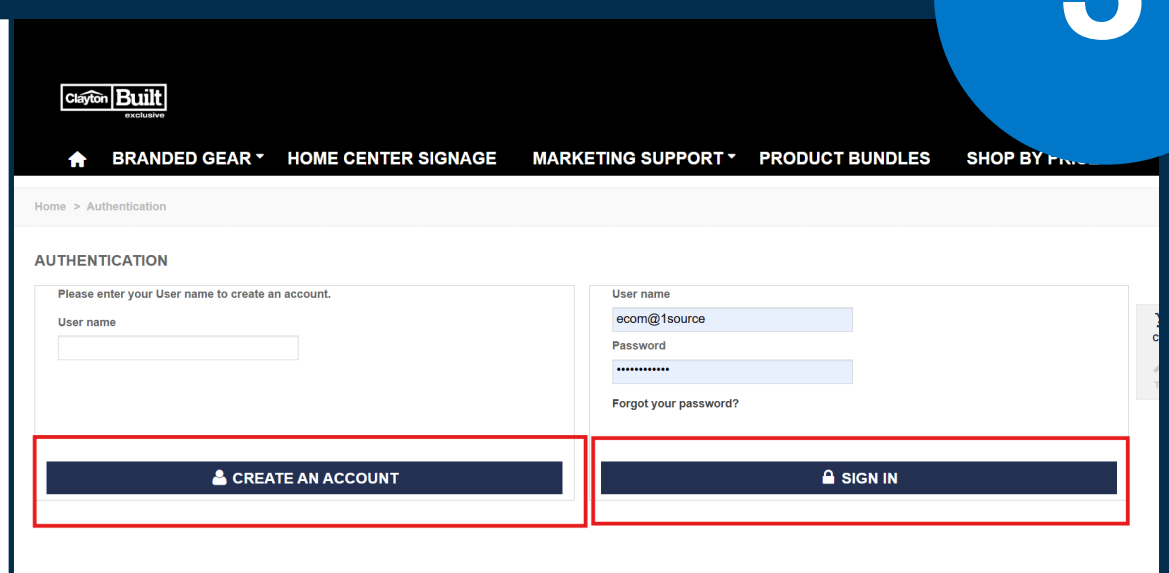 Clayton Built
exclusive
BRANDED GEAR HOME CENTER SIGNAGE MARKETING SUPPORT PRODUCT BUNDLES SHOP BY
Home > Authentication
AUTHENTICATION
Please enter your User name to create an account.
User name
User name
ecom@1source
Password
••••••••••••
Forgot your password?
CREATE AN ACCOUNT
SIGN IN